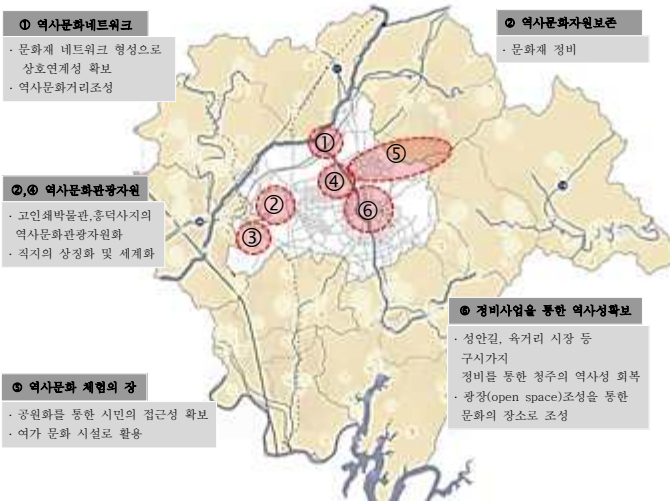 ① 역사문화네트워크
· 문화재 네트워크 형성으로
상호연계성 확보
· 역사문화거리조성
② 역사문화자원보존
· 문화재 정비
②,④ 역사문화관광자원
· 고인쇄박물관,흥덕사지의
역사문화관광자원화
· 직지의 상징화 및 세계화
⑥ 정비사업을 통한 역사성확보
· 성안길, 육거리 시장 등
구시가지
정비를 통한 청주의 역사성 회복
· 광장(open space)조성을 통한
문화의 장소로 조성
역사문화 체험의 장
· 공원화를 통한 시민의 접근성 확보
· 여가 문화 시설로 활용
①
⑤
④
②
⑥
③